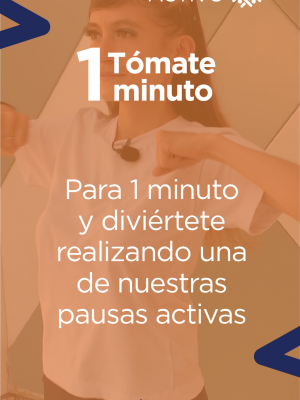 1 Tómate
minuto
Para 1 minuto
y diviértete
realizando una
de nuestras
pausas activas